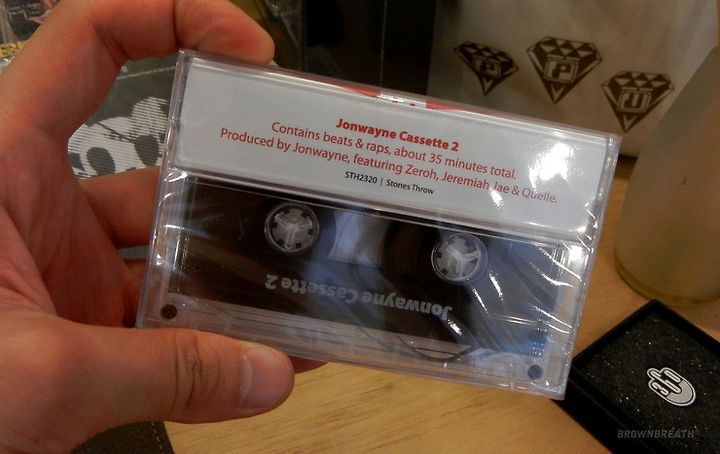 Jonwayne Cassette 2
Contains beats & raps, about 35 minutes total.
Produced by Jonwayne, featuring Zeroh, Jeremiah Jae & Quelle.
STH2320 | Stones Throw
Jonwayne Cassette 2
BROWNBREATH